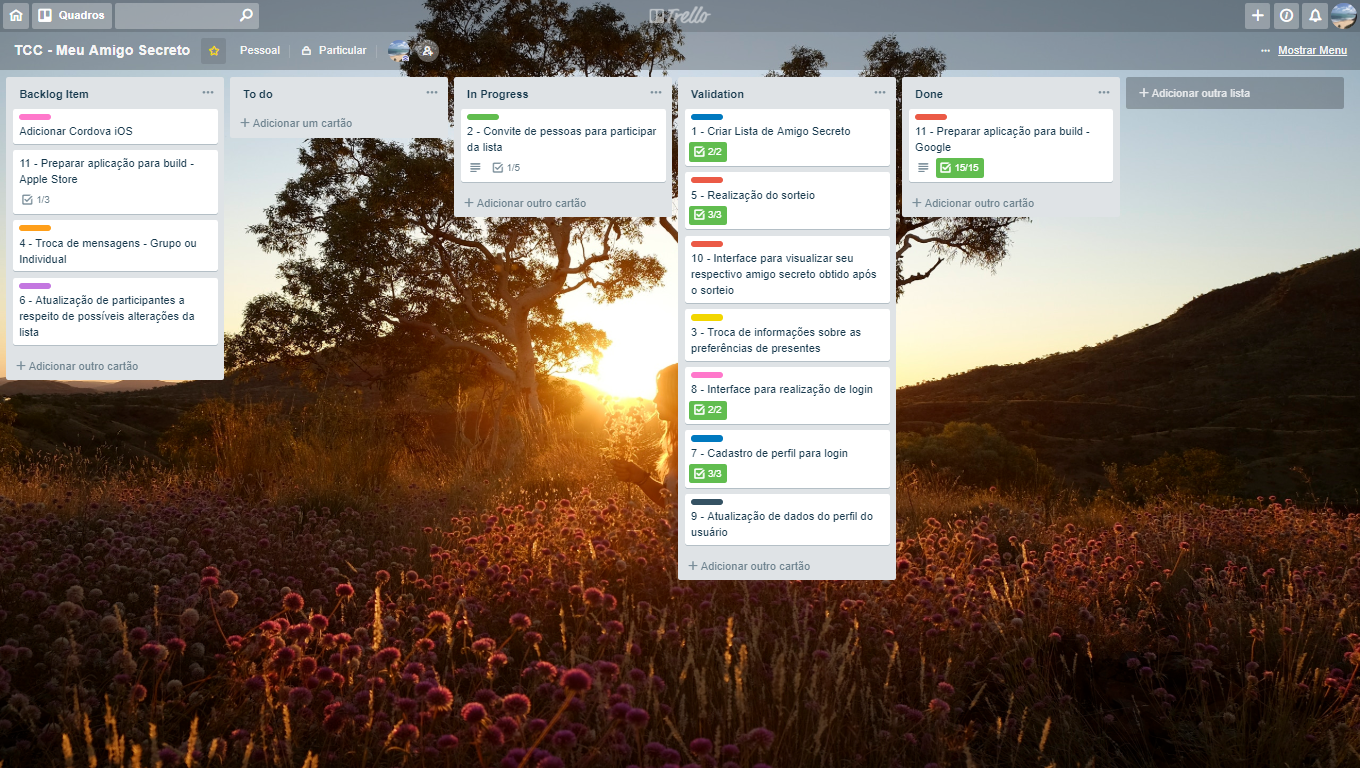 Quadros
Trello
TCC - Meu Amigo Secreto
Pessoal
Particular
Mostrar Menu
Backlog Item
Adicionar Cordova iOS
11 - Preparar aplicação para build -
Apple Store
1/3
4 - Troca de mensagens - Grupo ou
Individual
6 - Atualização de participantes a
respeito de possíveis alterações da
lista
Adicionar outro cartão
To do
Adicionar um cartão
In Progress
2 - Convite de pessoas para participar
da lista
1/5
Adicionar outro cartão
Validation
1 - Criar Lista de Amigo Secreto
2/2
5 - Realização do sorteio
3/3
10 - Interface para visualizar seu
respectivo amigo secreto obtido após
o sorteio
3 - Troca de informações sobre as
preferências de presentes
8 - Interface para realização de login
2/2
7 - Cadastro de perfil para login
3/3
9 - Atualização de dados do perfil do
usuário
Adicionar outro cartão
Done
11 - Preparar aplicação para build -
Google
15/15
Adicionar outro cartão
Adicionar outra lista